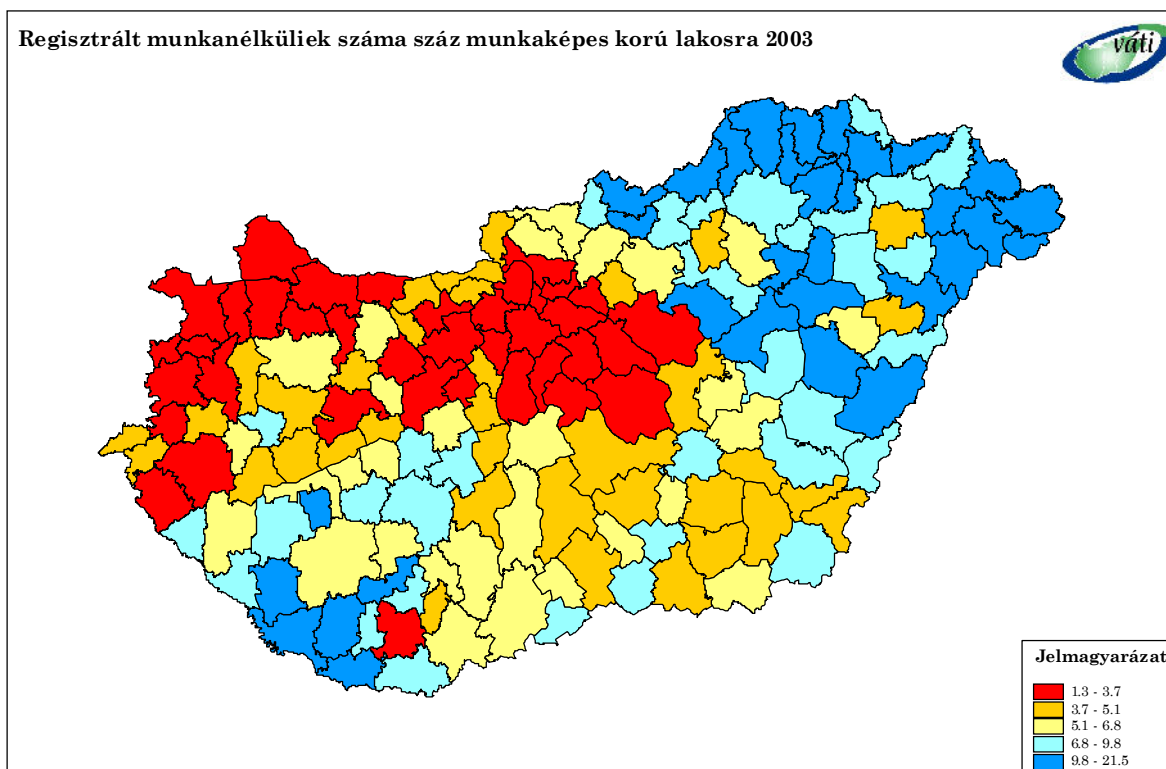 Regisztrált munkanélküliek száma száz munkaképes korú lakosra 2003
váti
Jelmagyarázat
1.3 - 3.7
3.7 - 5.1
5.1 - 6.8
6.8 - 9.8
9.8 - 21.5